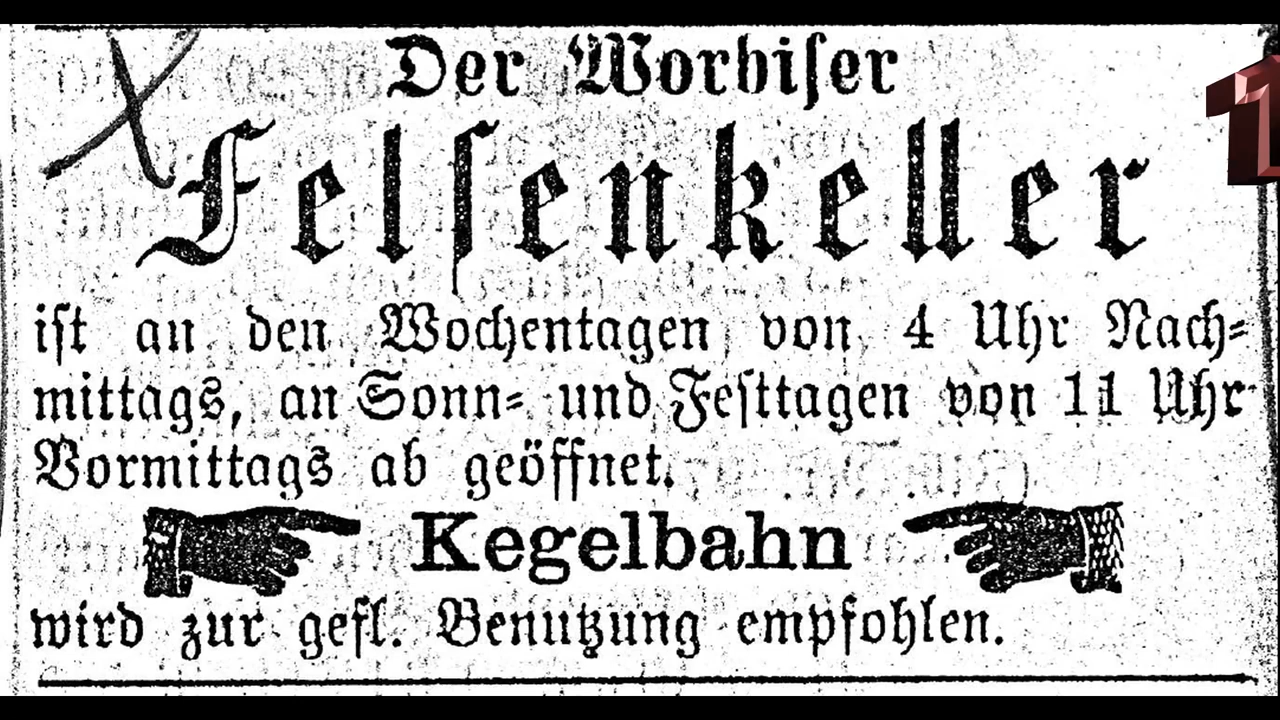 Der Worbiser
Felsenkeller
ist an den Wochentagen von 4 Uhr Nach=
mittags, an Sonn= und Festtagen von 11 Uhr
Vormittags ab geöffnet.
Kegelbahn
wird zur gefl. Benutzung empfohlen.